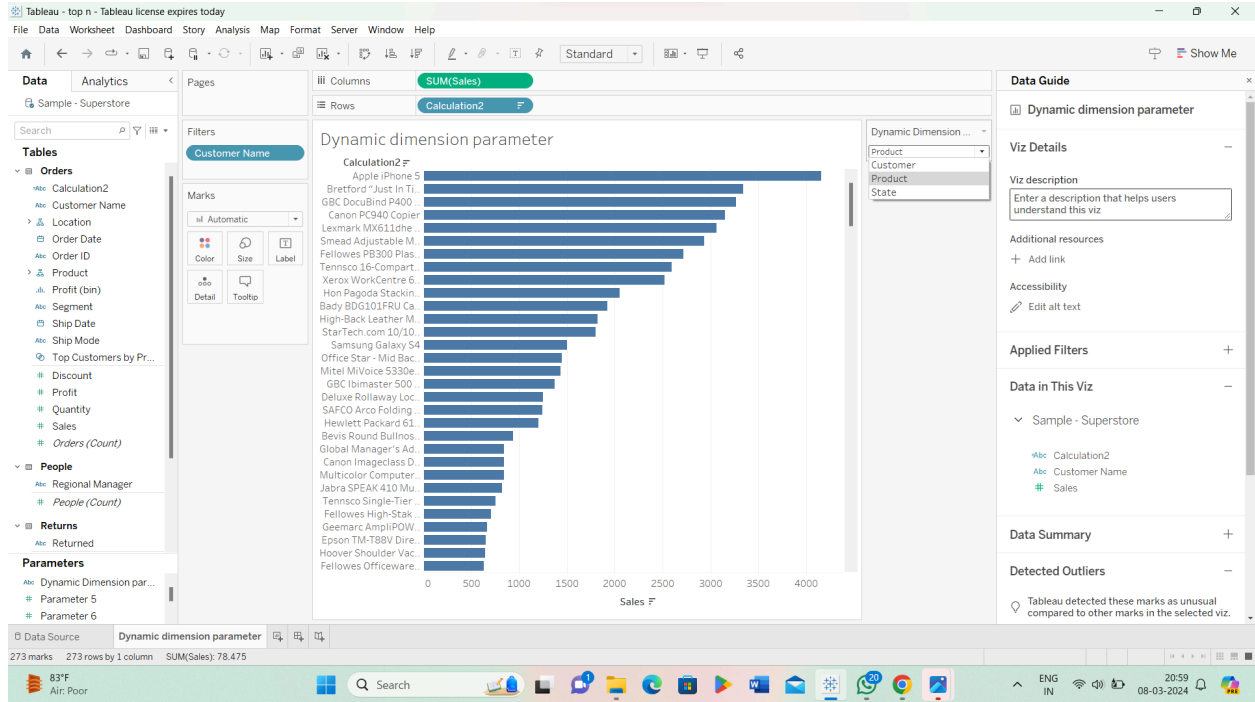 Tableau - top n - Tableau license expires today
File Data Worksheet Dashboard Story Analysis Map Format Server Window Help
Standard
Show Me
Data Analytics
Sample - Superstore
Search
Tables
Orders
Abc Calculation2
Abc Customer Name
Location
Order Date
Abc Order ID
Product
Profit (bin)
Abc Segment
Ship Date
Abc Ship Mode
Top Customers by Pr...
# Discount
# Profit
# Quantity
# Sales
# Orders (Count)
People
Abc Regional Manager
# People (Count)
Returns
Abc Returned
Parameters
Abc Dynamic Dimension par...
# Parameter 5
# Parameter 6
Pages
Filters
Customer Name
Marks
Automatic
Color Size Label
Detail Tooltip
Columns SUM(Sales)
Rows Calculation2
Dynamic dimension parameter
Calculation2
Apple iPhone 5
Bretford “Just In Ti..
GBC DocuBind P400 ..
Canon PC940 Copier
Lexmark MX611dhe ..
Smead Adjustable M..
Fellowes PB300 Plas..
Tennsco 16-Compart..
Xerox WorkCentre 6..
Hon Pagoda Stackin..
Bady BDG101FRU Ca..
High-Back Leather M..
StarTech.com 10/10..
Samsung Galaxy S4
Office Star - Mid Bac..
Mitel MiVoice 5330e..
GBC Ibimaster 500 ..
Deluxe Rollaway Loc..
SAFCO Arco Folding ..
Hewlett Packard 61..
Bevis Round Bullnos..
Global Manager's Ad..
Canon Imageclass D..
Multicolor Computer..
Jabra SPEAK 410 Mu..
Tennsco Single-Tier ..
Fellowes High-Stak ..
Geemarc AmpliPOW..
Epson TM-T88V Dire..
Hoover Shoulder Vac..
Fellowes Officeware..
0 500 1000 1500 2000 2500 3000 3500 4000
Sales
Dynamic Dimension ...
Product
Customer
Product
State
Data Guide
Dynamic dimension parameter
Viz Details
Viz description
Enter a description that helps users
understand this viz
Additional resources
+ Add link
Accessibility
Edit alt text
Applied Filters
Data in This Viz
Sample - Superstore
Abc Calculation2
Abc Customer Name
# Sales
Data Summary
Detected Outliers
Tableau detected these marks as unusual
compared to other marks in the selected viz.
Data Source Dynamic dimension parameter
273 marks 273 rows by 1 column SUM(Sales): 78.475
83°F
Air: Poor
Search
1
20
ENG
IN
20:59
08-03-2024
PRE